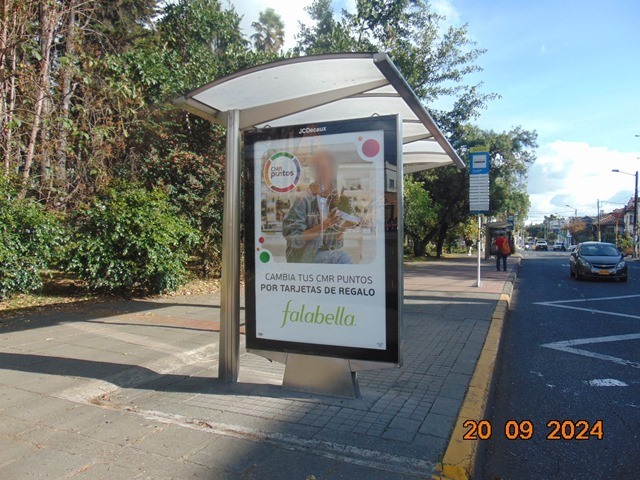 JCDecaux
CMR
puntos
CAMBIA TUS CMR PUNTOS
POR TARJETAS DE REGALO
falabella.
20 09 2024